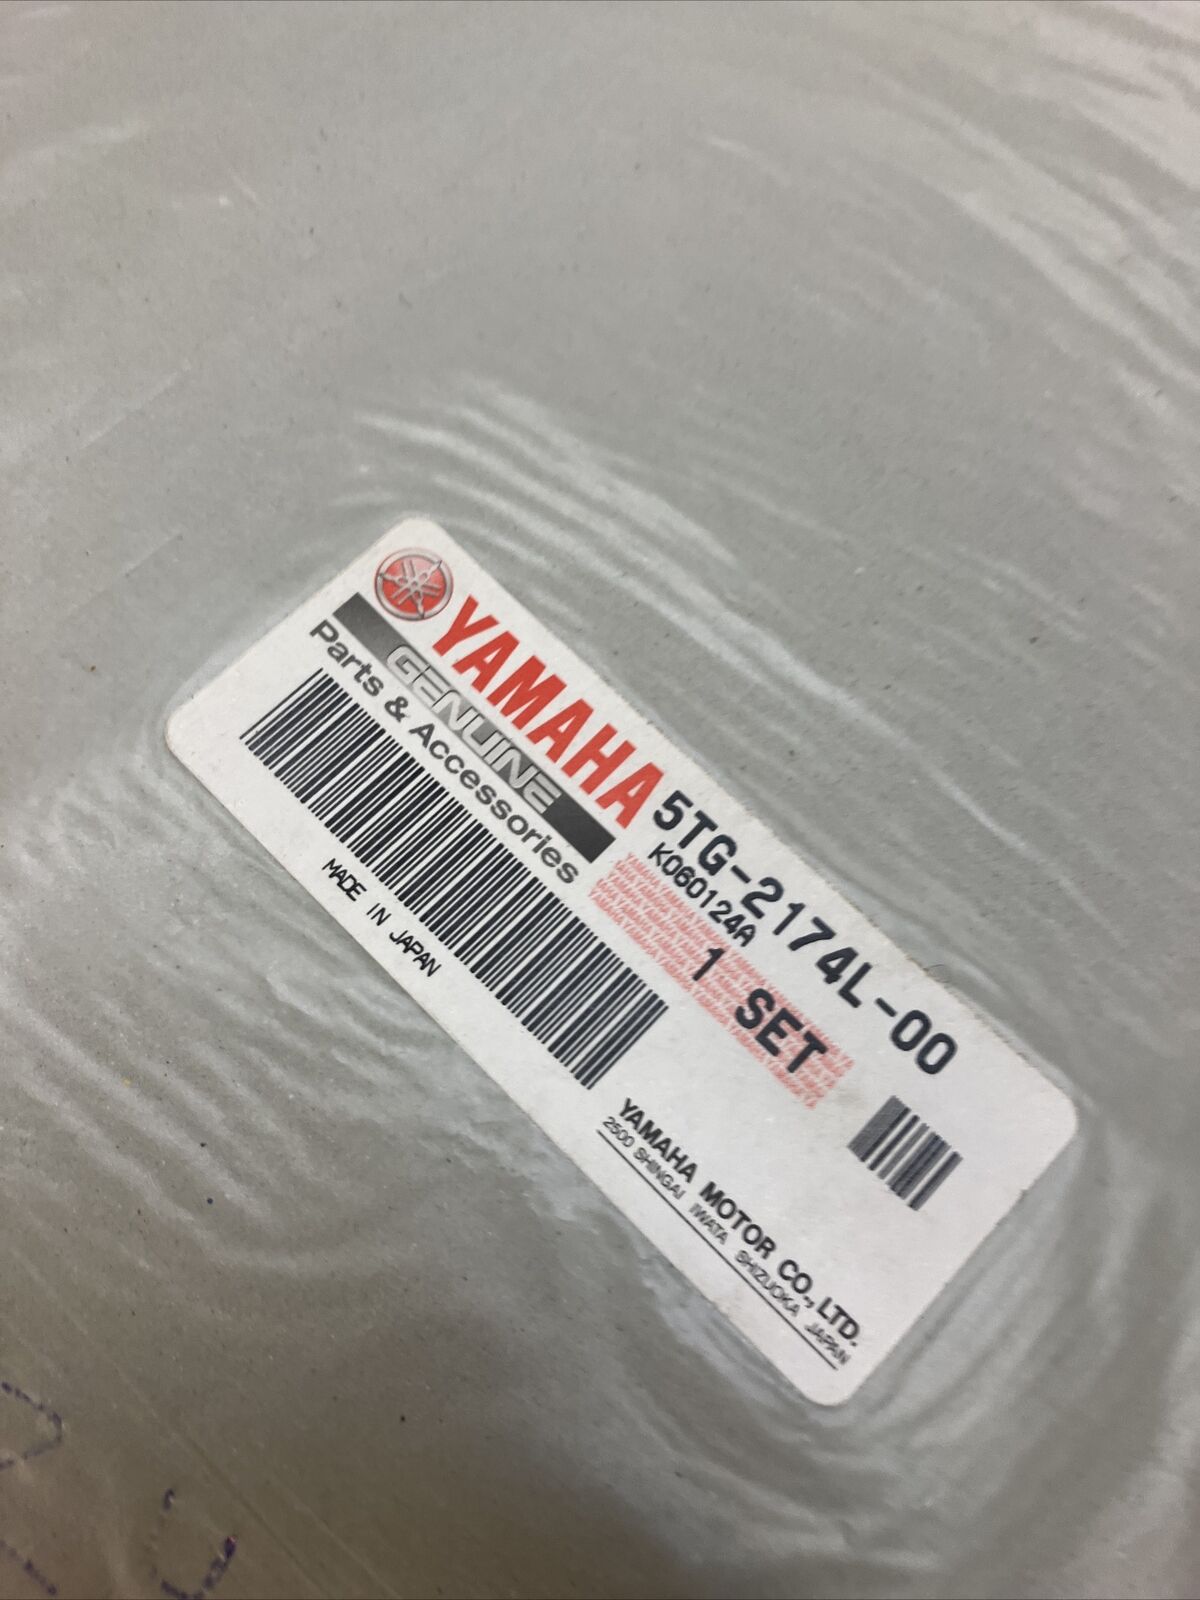 YAMAHA
GENUINE
Parts & Accessories
MADE IN JAPAN
5TG-2174L-00
K060124A
1 SET
YAMAHA MOTOR CO., LTD.
2500 SHINGAI IWATA SHIZUOKA JAPAN